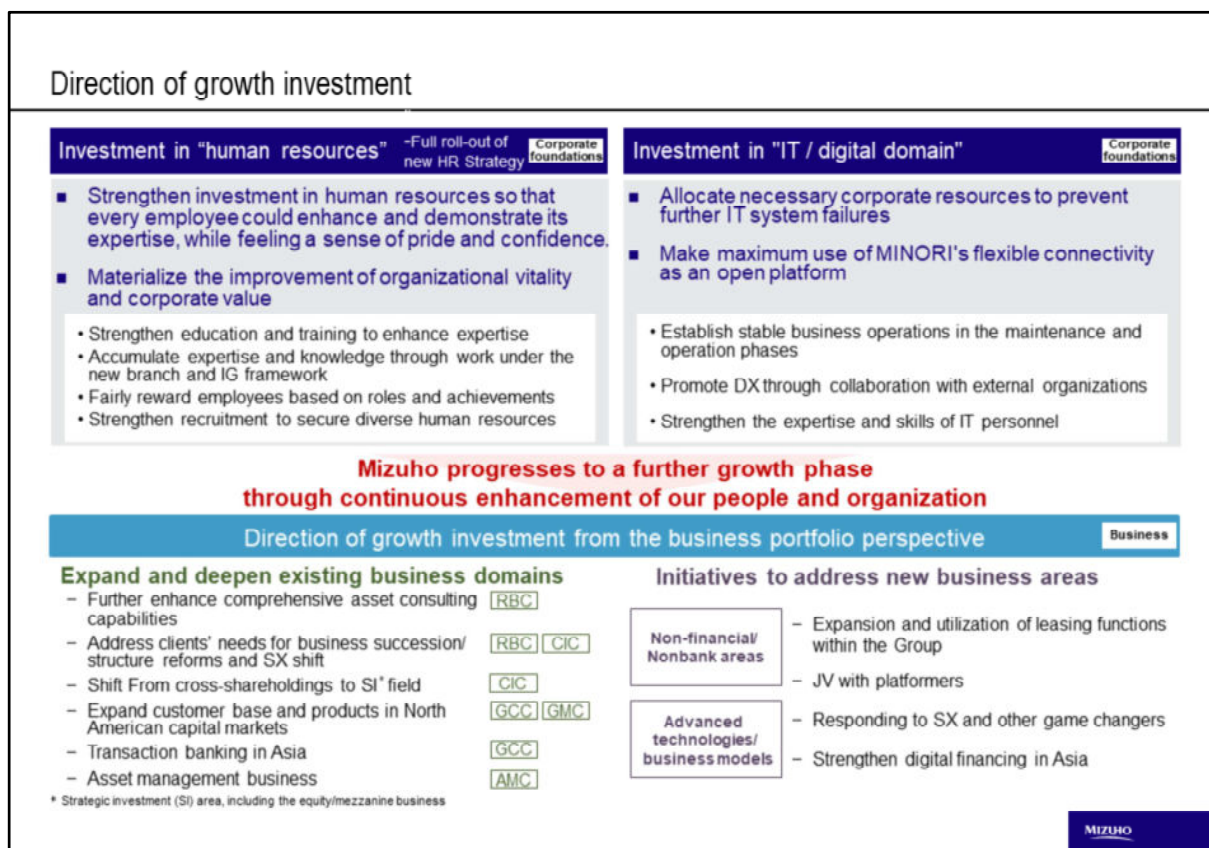 Direction of growth investment
Investment in “human resources”
-Full roll-out of
new HR Strategy
Corporate
foundations
■ Strengthen investment in human resources so that
every employee could enhance and demonstrate its
expertise, while feeling a sense of pride and confidence.
■ Materialize the improvement of organizational vitality
and corporate value
• Strengthen education and training to enhance expertise
• Accumulate expertise and knowledge through work under the
new branch and IG framework
• Fairly reward employees based on roles and achievements
• Strengthen recruitment to secure diverse human resources
Investment in "IT / digital domain"
Corporate
foundations
■ Allocate necessary corporate resources to prevent
further IT system failures
■ Make maximum use of MINORI's flexible connectivity
as an open platform
• Establish stable business operations in the maintenance and
operation phases
• Promote DX through collaboration with external organizations
• Strengthen the expertise and skills of IT personnel
Mizuho progresses to a further growth phase
through continuous enhancement of our people and organization
Direction of growth investment from the business portfolio perspective
Business
Expand and deepen existing business domains
– Further enhance comprehensive asset consulting
capabilities
RBC
– Address clients' needs for business succession/
structure reforms and SX shift
RBC CIC
– Shift From cross-shareholdings to SI* field
CIC
– Expand customer base and products in North
American capital markets
GCC GMC
– Transaction banking in Asia
GCC
– Asset management business
AMC
* Strategic investment (SI) area, including the equity/mezzanine business
Initiatives to address new business areas
Non-financial/
Nonbank areas
– Expansion and utilization of leasing functions
within the Group
– JV with platformers
Advanced
technologies/
business models
– Responding to SX and other game changers
– Strengthen digital financing in Asia
MIZUHO